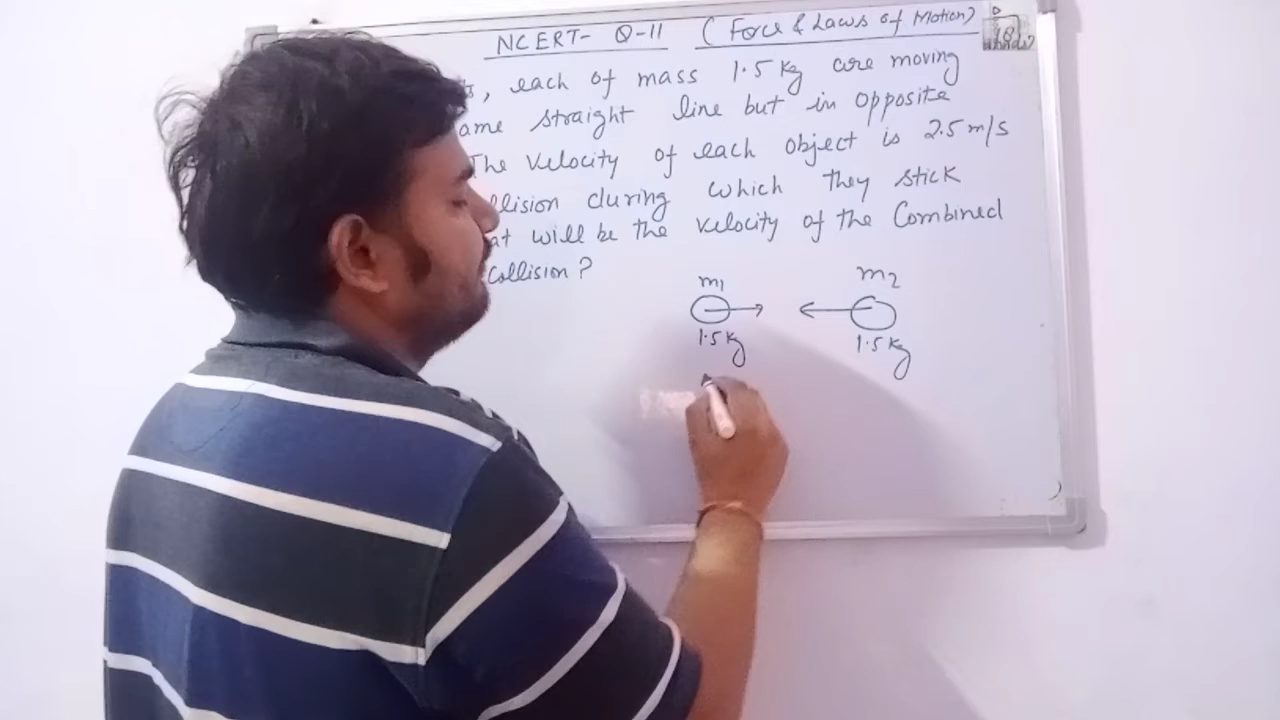 NCERT- Q-11 (Force & Laws of Motion)
, each of mass 1.5 Kg are moving
ame straight line but in opposite
The velocity of each object is 2.5 m/s
llision during which they stick
at will be the velocity of the Combined
Collision?
m1 m2
1.5 Kg 1.5 Kg